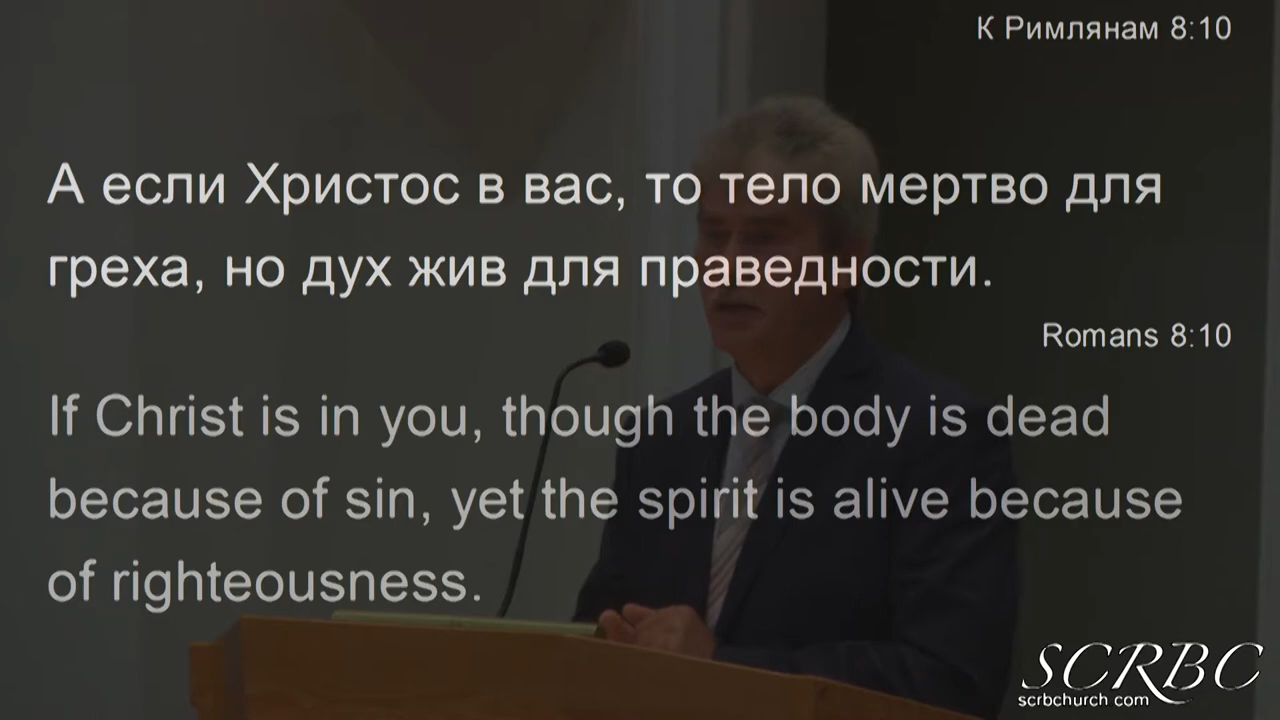 К Римлянам 8:10
А если Христос в вас, то тело мертво для
греха, но дух жив для праведности.
Romans 8:10
If Christ is in you, though the body is dead
because of sin, yet the spirit is alive because
of righteousness.
SCRBC
scrbchurch com